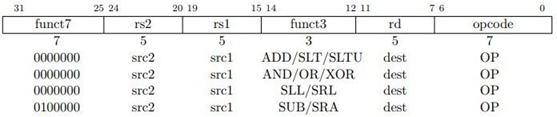 31 25 24 20 19 15 14 12 11 7 6 0
funct7 rs2 rs1 funct3 rd opcode
7 5 5 3 5 7
0000000 src2 src1 ADD/SLT/SLTU dest OP
0000000 src2 src1 AND/OR/XOR dest OP
0000000 src2 src1 SLL/SRL dest OP
0100000 src2 src1 SUB/SRA dest OP